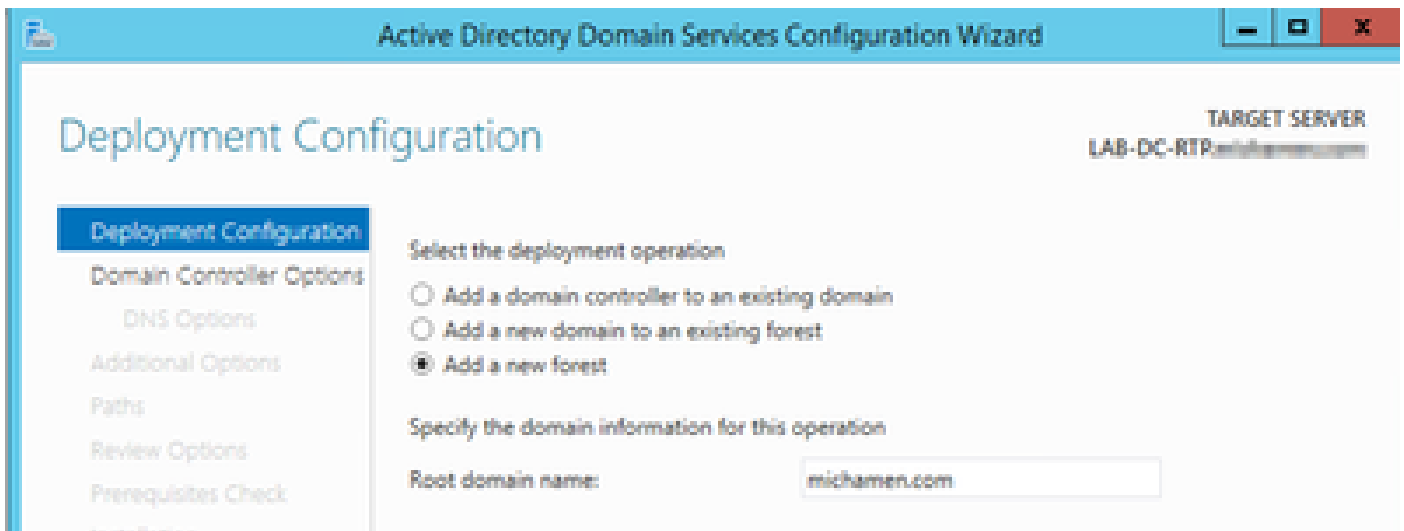 Active Directory Domain Services Configuration Wizard
Deployment Configuration
TARGET SERVER
LAB-DC-RTP
Deployment Configuration
Domain Controller Options
DNS Options
Additional Options
Paths
Review Options
Prerequisites Check
Select the deployment operation
Add a domain controller to an existing domain
Add a new domain to an existing forest
Add a new forest
Specify the domain information for this operation
Root domain name: michamen.com